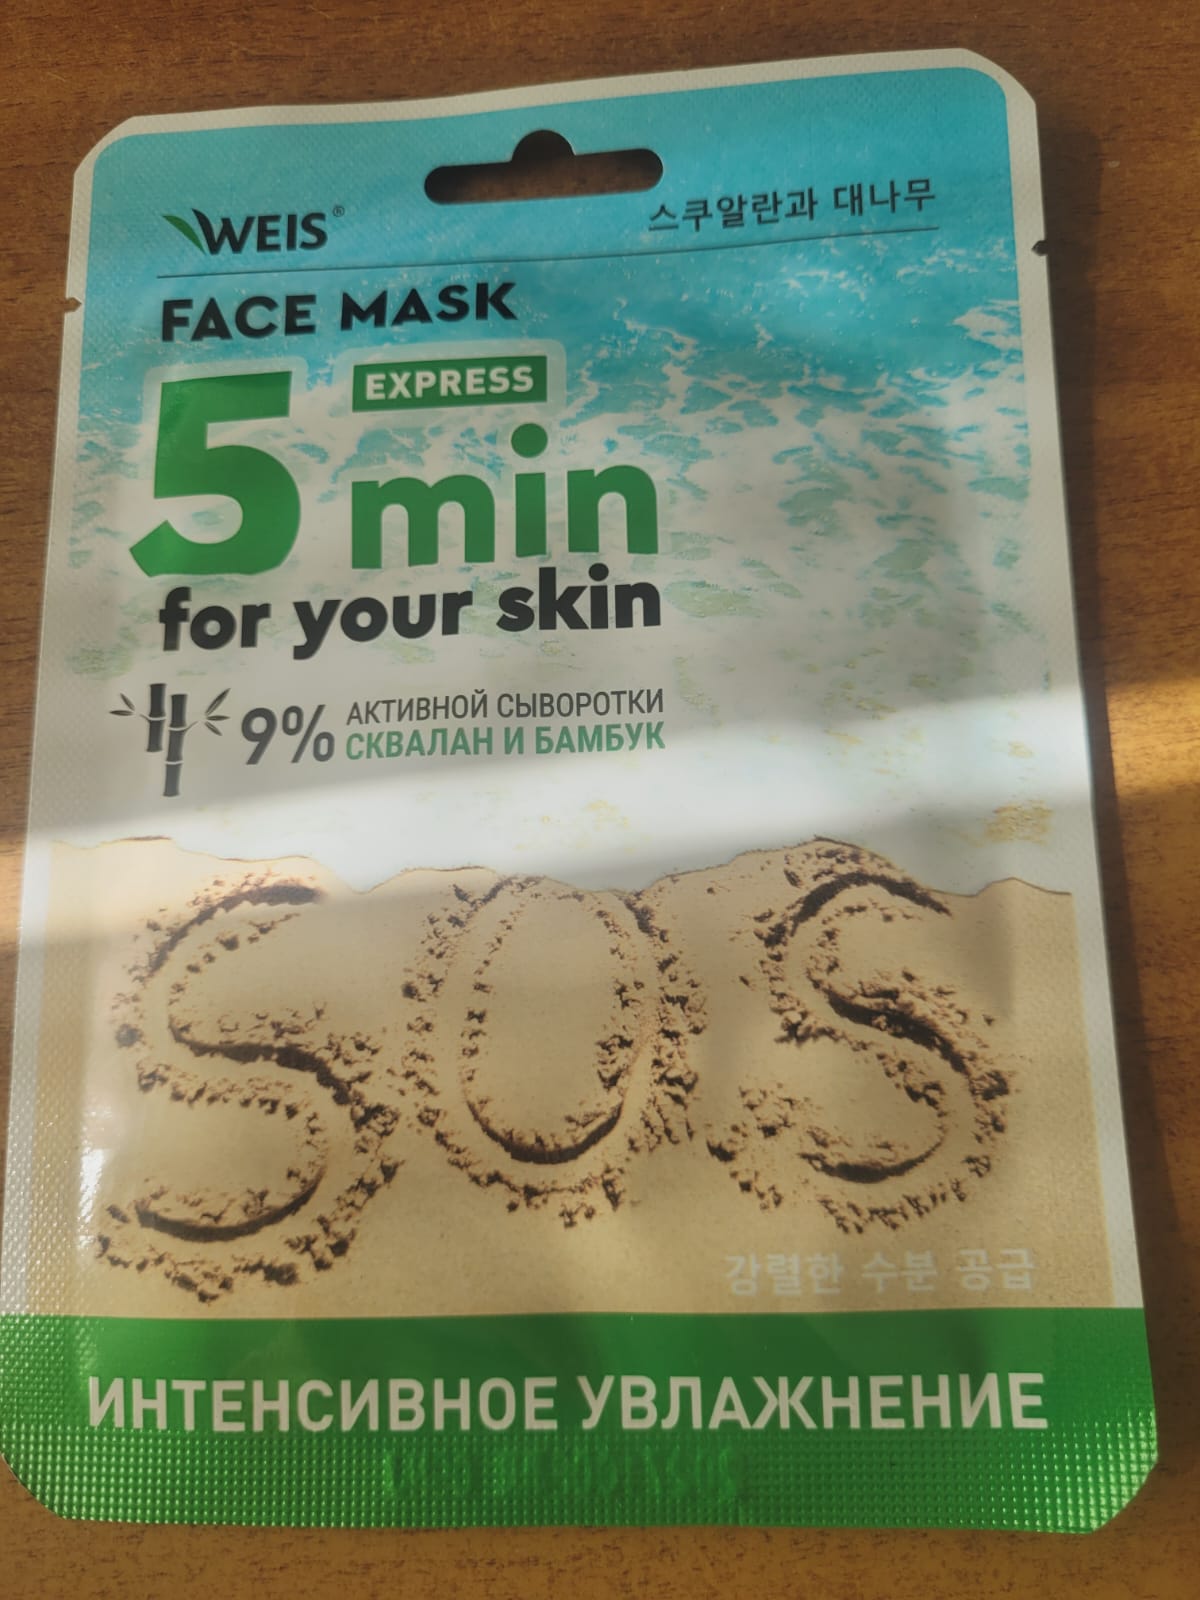 WEIS®
스쿠알란과 대나무
FACE MASK
EXPRESS
5 min
for your skin
9% АКТИВНОЙ СЫВОРОТКИ
СКВАЛАН И БАМБУК
SOS
강렬한 수분 공급
ИНТЕНСИВНОЕ УВЛАЖНЕНИЕ